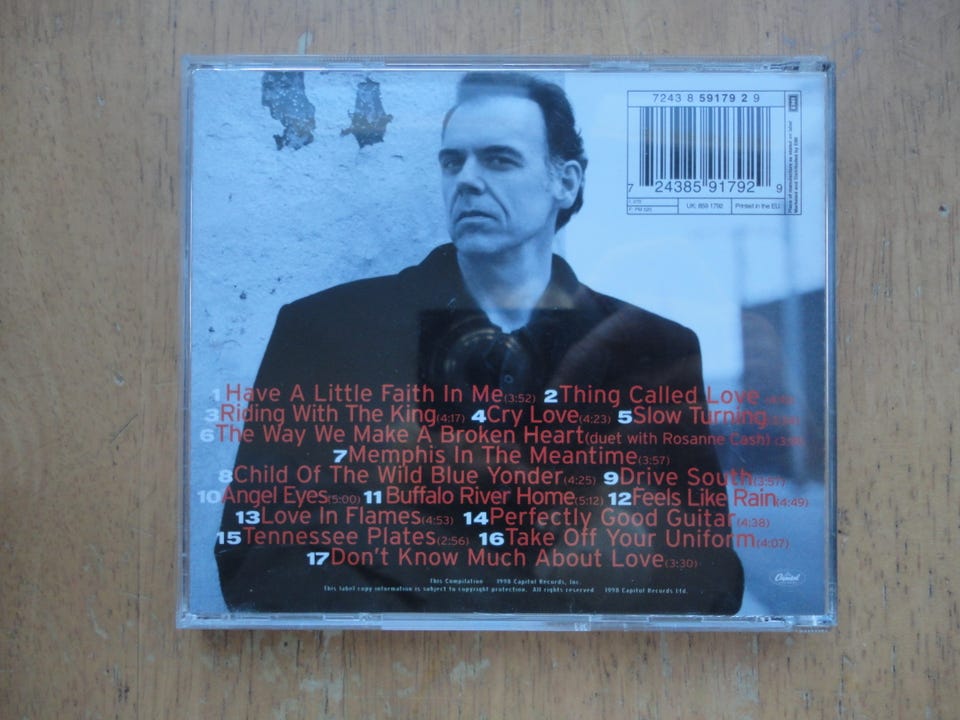 7243 8 59179 2 9
EMI
7 24385 91792 9
UK: 859 1792 Printed in the EU
1 Have A Little Faith In Me (3:52) 2 Thing Called Love
3 Riding With The King (4:17) 4 Cry Love (4:23) 5 Slow Turning
6 The Way We Make A Broken Heart (duet with Rosanne Cash)
7 Memphis In The Meantime (3:57)
8 Child Of The Wild Blue Yonder (4:25) 9 Drive South (3:57)
10 Angel Eyes (5:00) 11 Buffalo River Home (5:12) 12 Feels Like Rain (4:49)
13 Love In Flames (4:53) 14 Perfectly Good Guitar (4:38)
15 Tennessee Plates (2:56) 16 Take Off Your Uniform (4:07)
17 Don't Know Much About Love (3:30)
This Compilation 1998 Capitol Records, Inc.
This label copy information is subject to copyright protection. All rights reserved 1998 Capitol Records Ltd.
Capitol